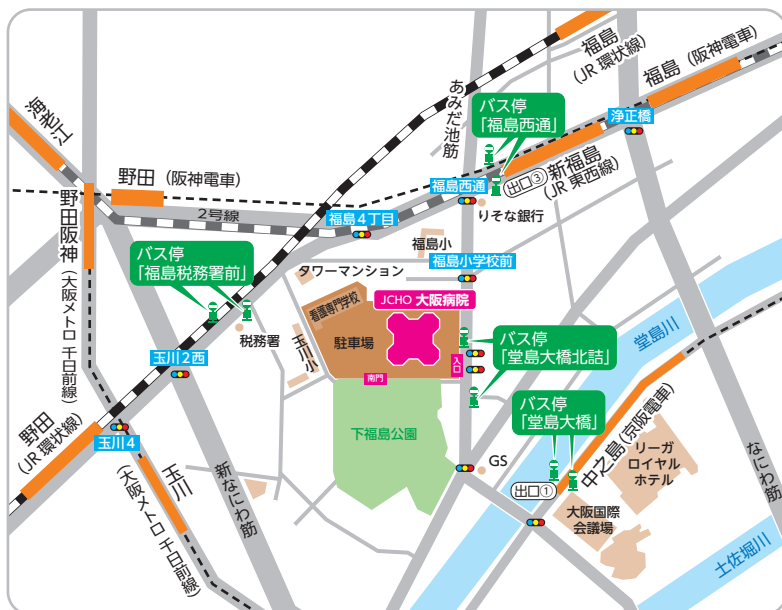 福島
(JR 環状線)
福島 (阪神電車)
浄正橋
あみだ池筋
バス停
「福島西通」
海老江
野田 (阪神電車)
出口③
新福島
(JR 東西線)
福島西通
りそな銀行
2号線
福島4丁目
野田阪神
(大阪メトロ 千日前線)
福島小
福島小学校前
バス停
「福島税務署前」
タワーマンション
看護専門学校
JCHO 大阪病院
駐車場
玉川小
税務署
入口
南門
バス停
「堂島大橋北詰」
堂島川
玉川2西
下福島公園
バス停
「堂島大橋」
中之島 (京阪電車)
野田
(JR 環状線)
玉川4
玉川
(大阪メトロ 千日前線)
新なにわ筋
GS
出口①
リーガ
ロイヤル
ホテル
大阪国際
会議場
なにわ筋
土佐堀川